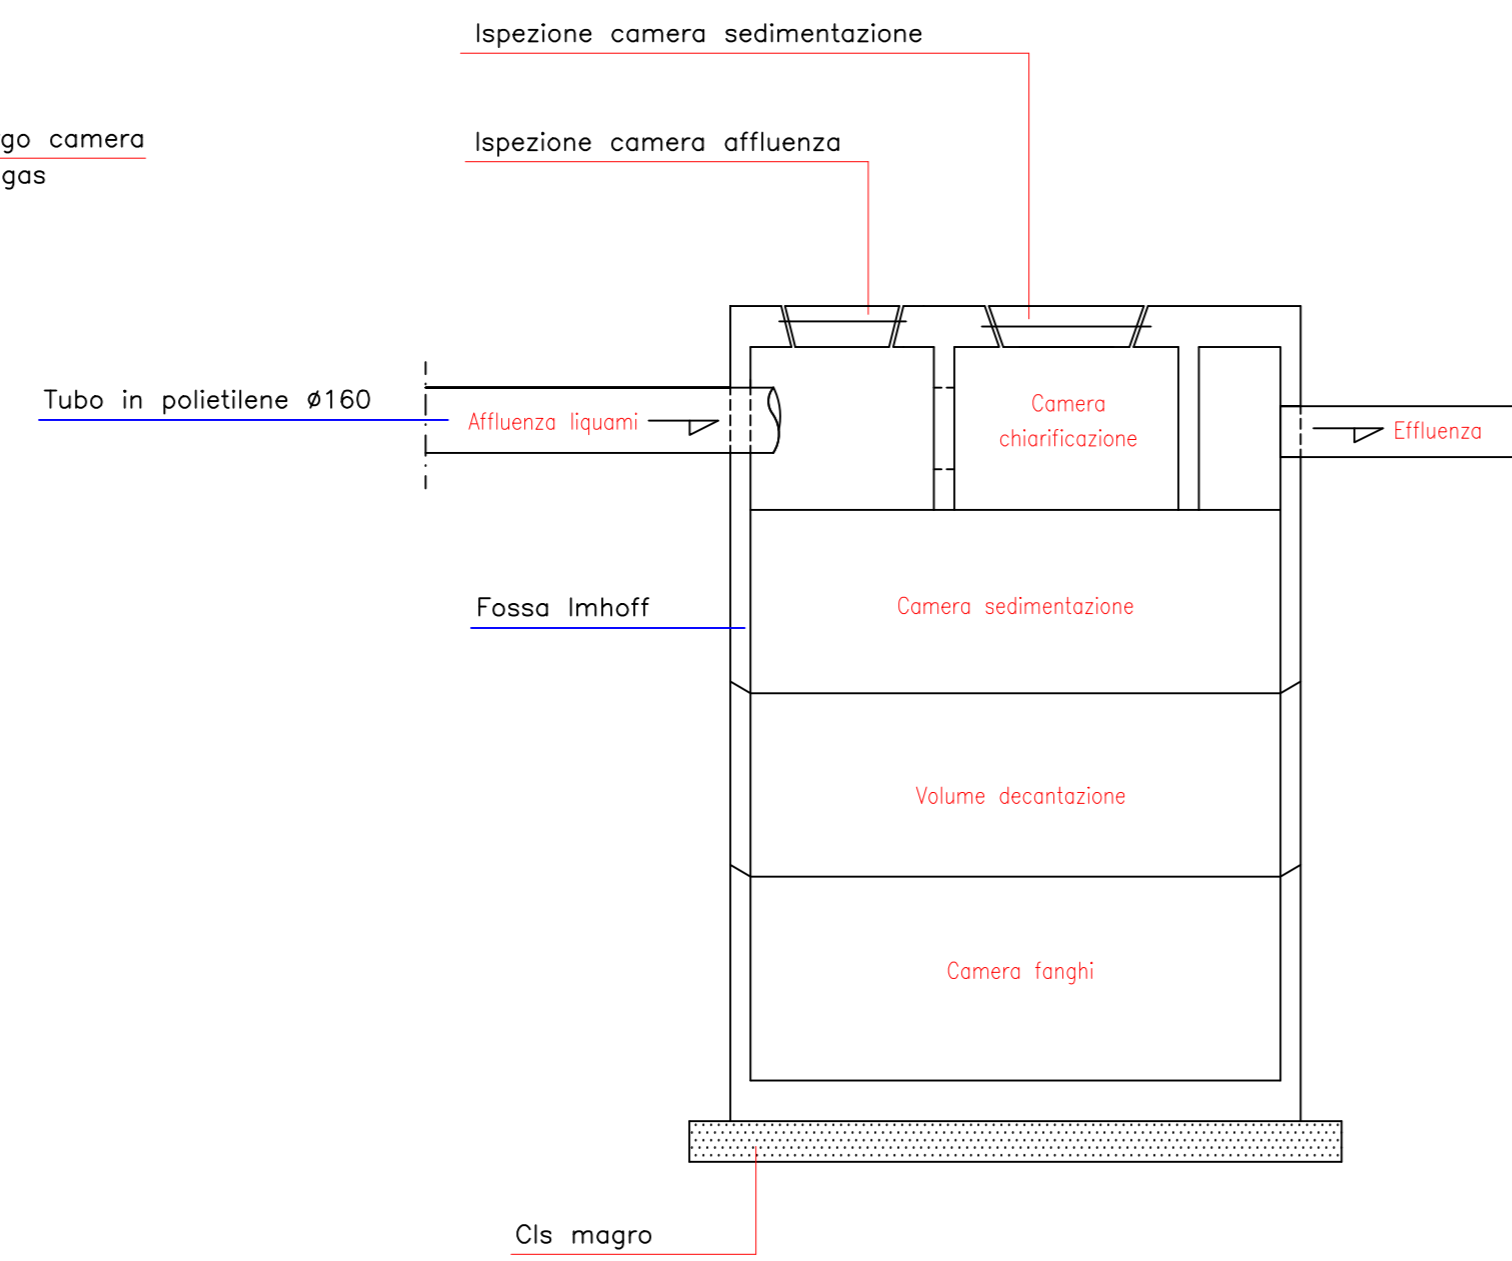 Ispezione camera sedimentazione
camera
gas
Ispezione camera affluenza
Tubo in polietilene ø160
Affluenza liquami
Camera
chiarificazione
Effluenza
Fossa Imhoff
Camera sedimentazione
Volume decantazione
Camera fanghi
Cls magro